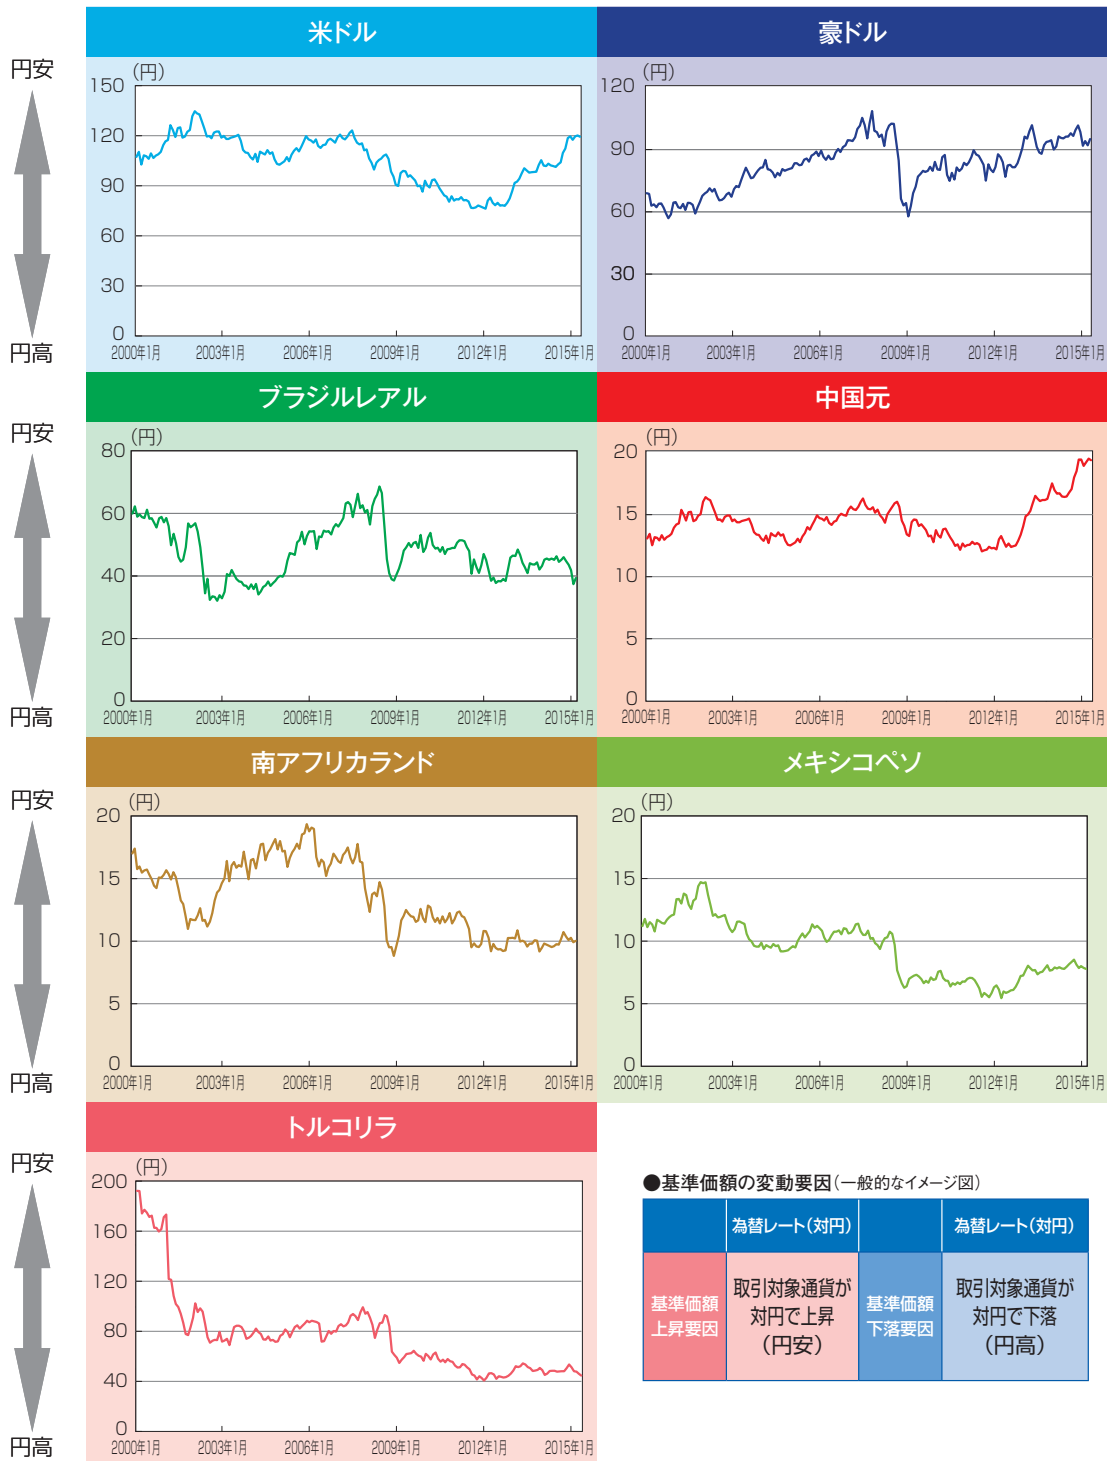 米ドル
豪ドル
円安
円高
(円)
150
120
90
60
30
0
2000年1月 2003年1月 2006年1月 2009年1月 2012年1月 2015年1月
(円)
120
90
60
30
0
2000年1月 2003年1月 2006年1月 2009年1月 2012年1月 2015年1月
ブラジルレアル
中国元
円安
円高
(円)
80
60
40
20
0
2000年1月 2003年1月 2006年1月 2009年1月 2012年1月 2015年1月
(円)
20
15
10
5
0
2000年1月 2003年1月 2006年1月 2009年1月 2012年1月 2015年1月
南アフリカランド
メキシコペソ
円安
円高
(円)
20
15
10
5
0
2000年1月 2003年1月 2006年1月 2009年1月 2012年1月 2015年1月
(円)
20
15
10
5
0
2000年1月 2003年1月 2006年1月 2009年1月 2012年1月 2015年1月
トルコリラ
円安
円高
(円)
200
160
120
80
40
0
2000年1月 2003年1月 2006年1月 2009年1月 2012年1月 2015年1月
●基準価額の変動要因(一般的なイメージ図)
為替レート(対円)
為替レート(対円)
基準価額
上昇要因
取引対象通貨が
対円で上昇
(円安)
基準価額
下落要因
取引対象通貨が
対円で下落
(円高)